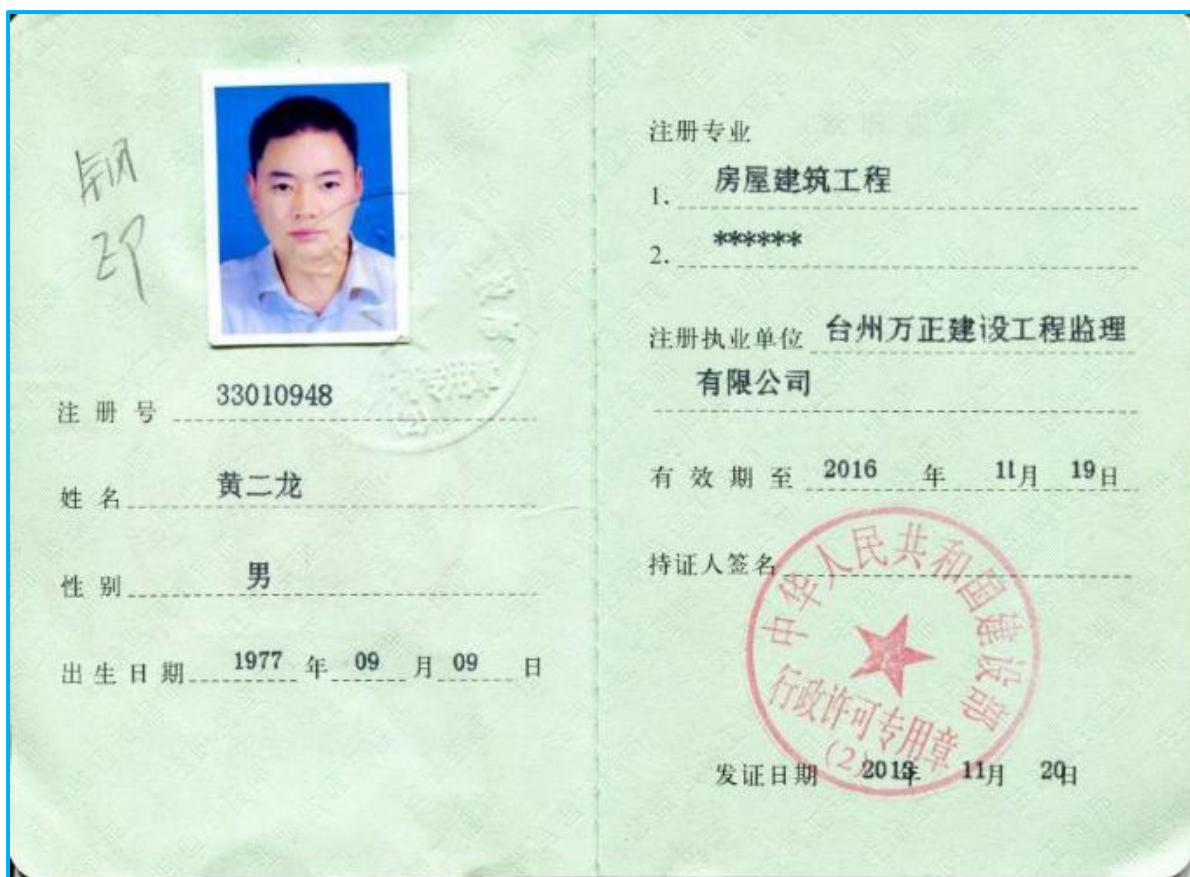 钢
印
注册号 33010948
姓名 黄二龙
性别 男
出生日期 1977 年 09 月 09 日
注册专业
1. 房屋建筑工程
2. ******
注册执业单位 台州万正建设工程监理
有限公司
有效期至 2016 年 11月 19日
持证人签名
中华人民共和国建设部
行政许可专用章
(2)
发证日期 2013年 11月 20日